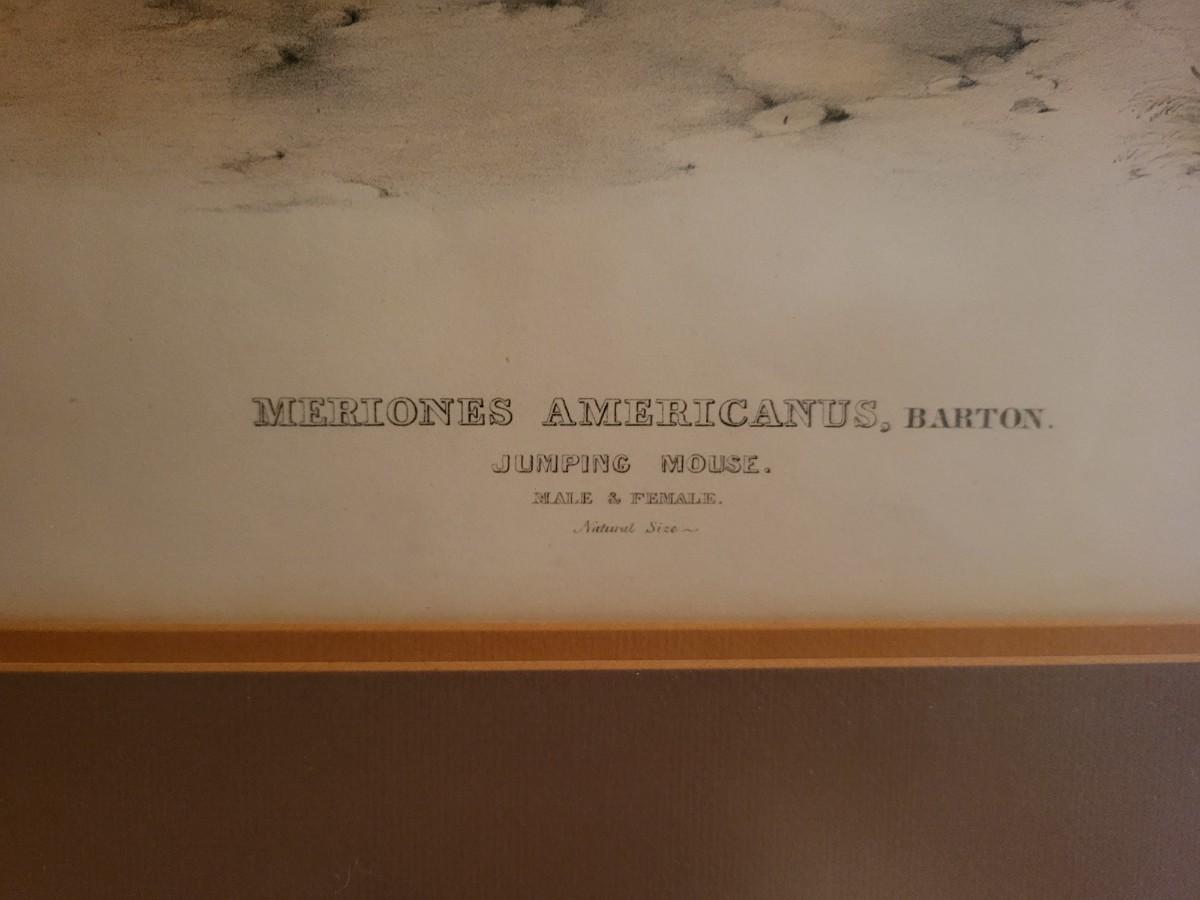 MERIONES AMERICANUS, BARTON.
JUMPING MOUSE.
MALE & FEMALE.
Natural Size